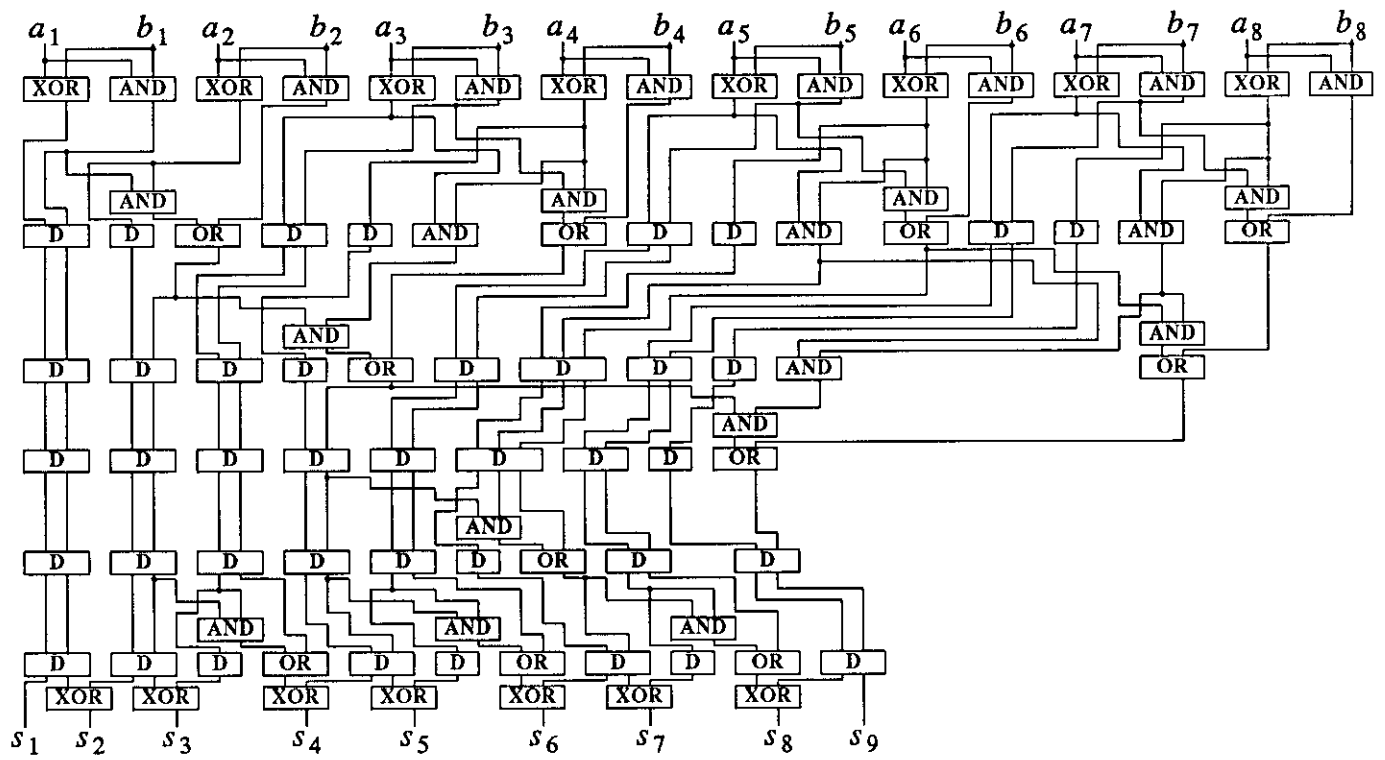 a1 b1 a2 b2 a3 b3 a4 b4 a5 b5 a6 b6 a7 b7 a8 b8
XOR AND XOR AND XOR AND XOR AND XOR AND XOR AND XOR AND XOR AND
AND AND AND AND
D D OR D D AND OR D D AND OR D D AND OR
AND AND
D D D D OR D D D D AND OR
AND
D D D D D D D D OR
AND
D D D D D D OR D D
AND AND AND
D D D OR D D OR D D OR D
XOR XOR XOR XOR XOR XOR XOR
s1 s2 s3 s4 s5 s6 s7 s8 s9